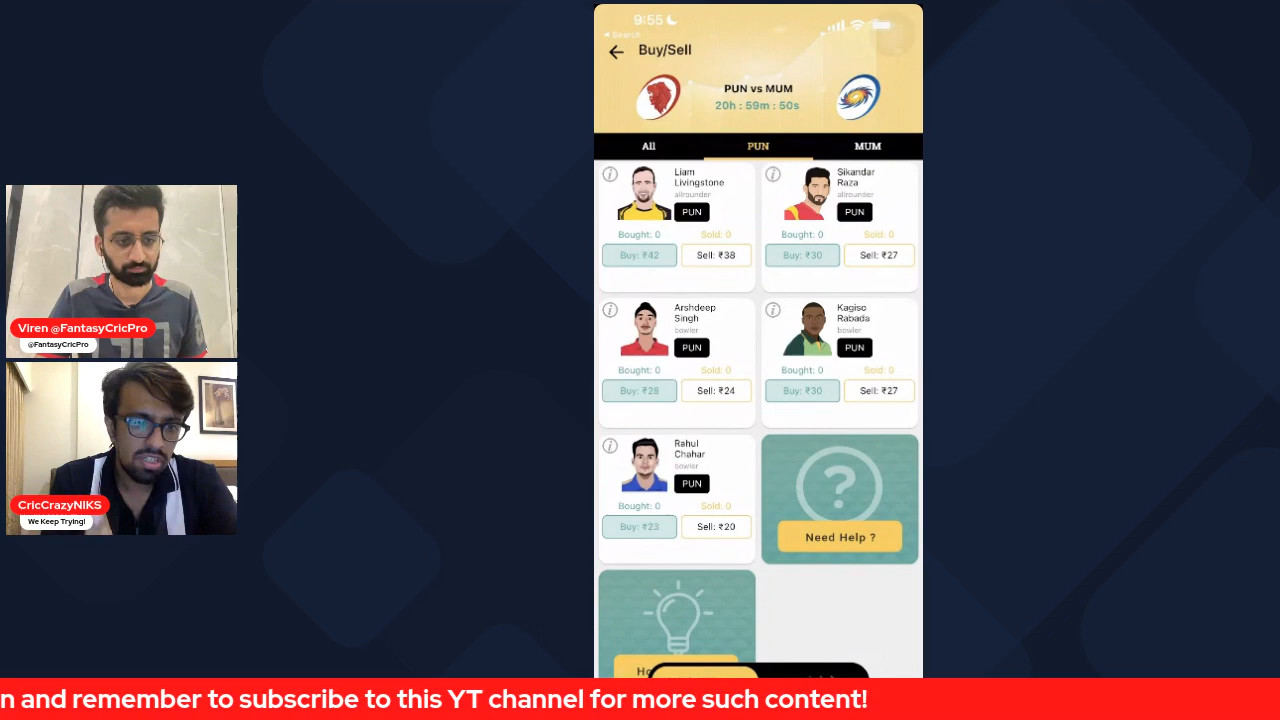 9:55
◄ Search
Buy/Sell
PUN vs MUM
20h : 59m : 50s
All
PUN
MUM
Liam
Livingstone
allrounder
PUN
Bought: 0
Sold: 0
Buy: ₹42
Sell: ₹38
Sikandar
Raza
allrounder
PUN
Bought: 0
Sold: 0
Buy: ₹30
Sell: ₹27
Arshdeep
Singh
bowler
PUN
Bought: 0
Sold: 0
Buy: ₹28
Sell: ₹24
Kagiso
Rabada
bowler
PUN
Bought: 0
Sold: 0
Buy: ₹30
Sell: ₹27
Rahul
Chahar
bowler
PUN
Bought: 0
Sold: 0
Buy: ₹23
Sell: ₹20
Need Help ?
Viren @FantasyCricPro
@FantasyCricPro
CricCrazyNIKS
We Keep Trying!
n and remember to subscribe to this YT channel for more such content!